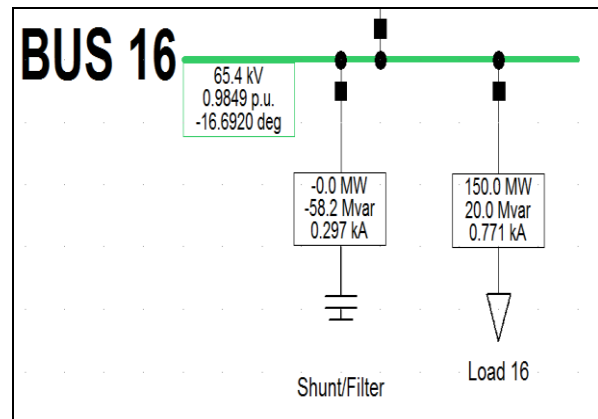 BUS 16
65.4 kV
0.9849 p.u.
-16.6920 deg
-0.0 MW
-58.2 Mvar
0.297 kA
150.0 MW
20.0 Mvar
0.771 kA
Shunt/Filter
Load 16